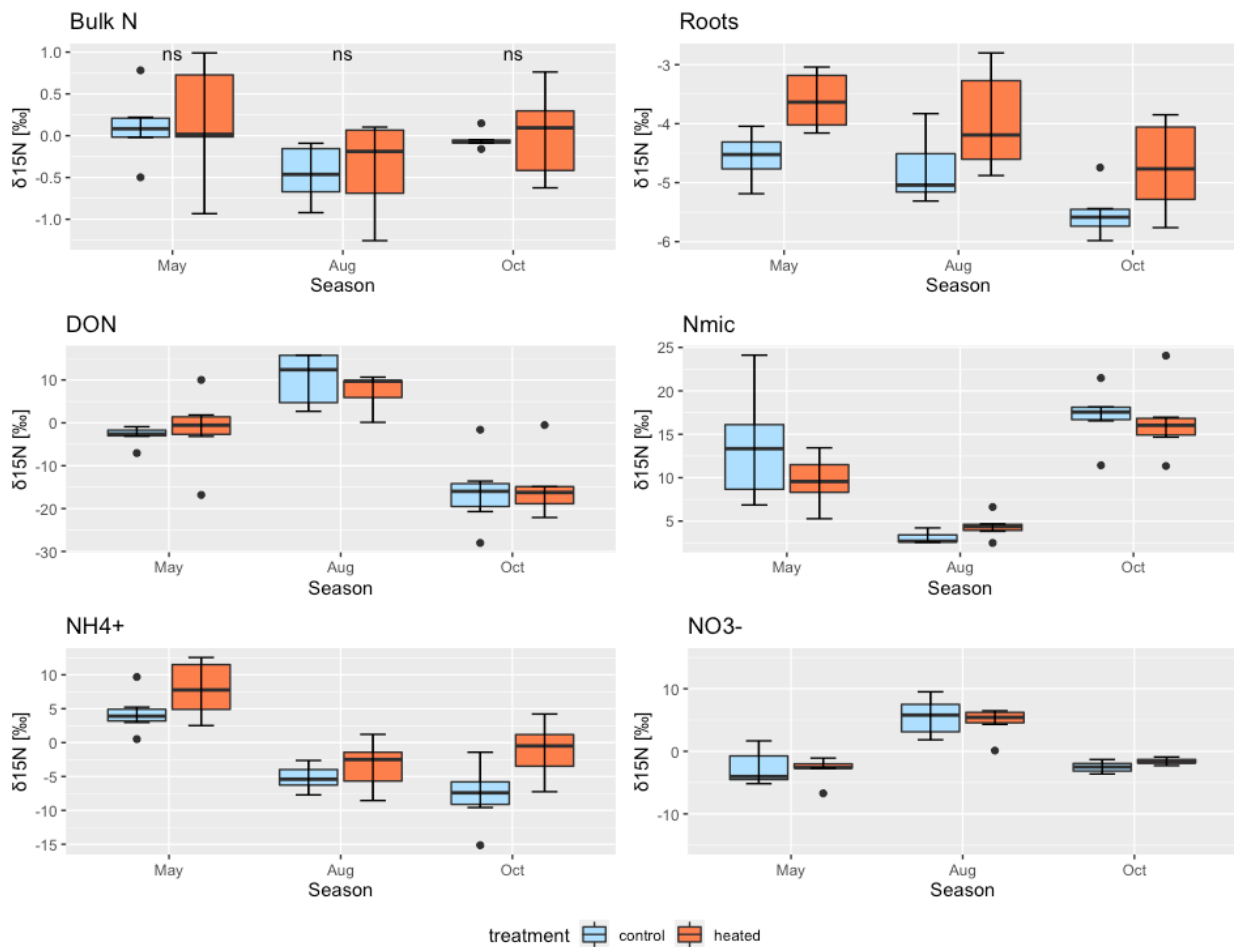 Bulk N
ns ns ns
1.0
0.5
0.0
-0.5
-1.0
δ15N [‰]
May Aug Oct
Season
Roots
-3
-4
-5
-6
δ15N [‰]
May Aug Oct
Season
DON
10
0
-10
-20
-30
δ15N [‰]
May Aug Oct
Season
Nmic
25
20
15
10
5
δ15N [‰]
May Aug Oct
Season
NH4+
10
5
0
-5
-10
-15
δ15N [‰]
May Aug Oct
Season
NO3-
10
0
-10
δ15N [‰]
May Aug Oct
Season
treatment control heated